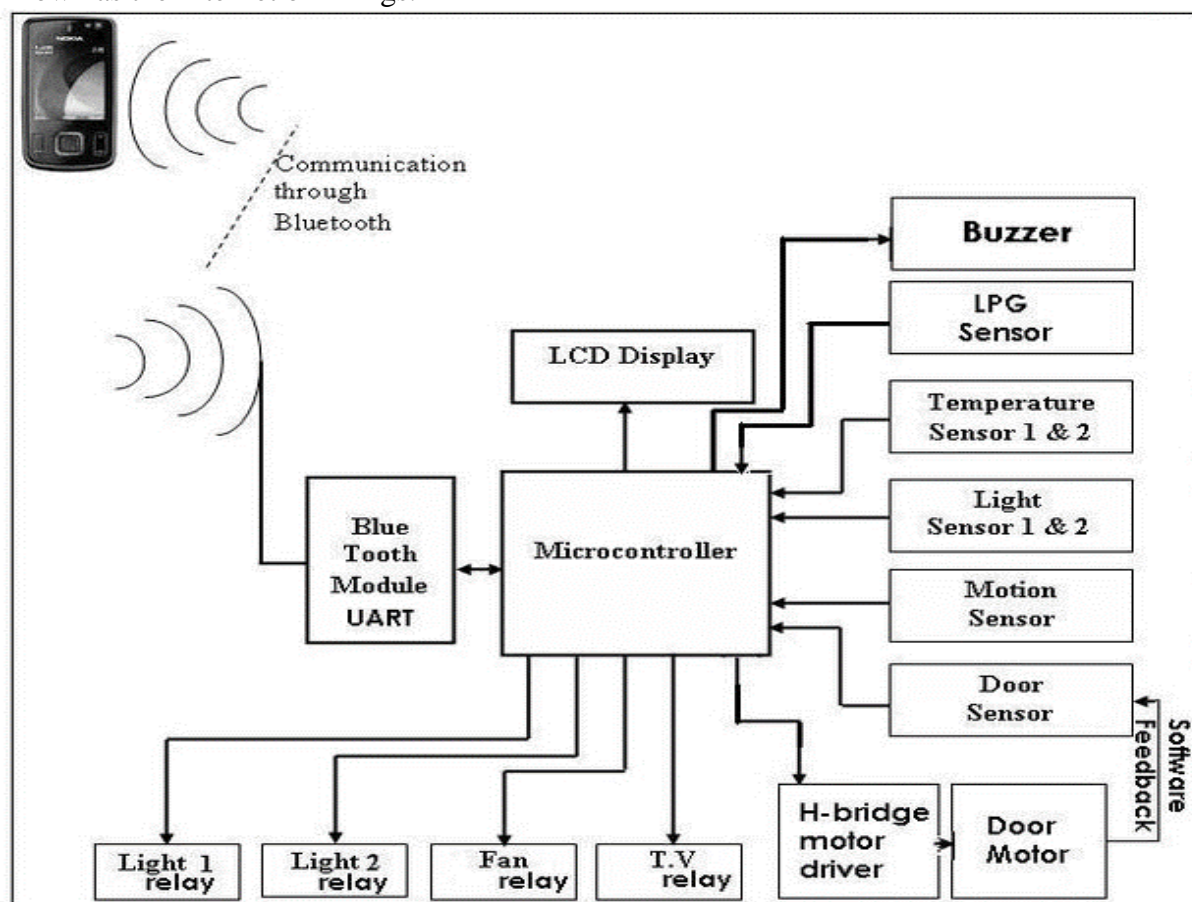 NOKIA
Communication
through
Bluetooth
Buzzer
LPG
Sensor
LCD Display
Temperature
Sensor 1 & 2
Light
Sensor 1 & 2
Blue
Tooth
Module
UART
Microcontroller
Motion
Sensor
Door
Sensor
Software
Feedback
H-bridge
motor
driver
Door
Motor
Light 1
relay
Light 2
relay
Fan
relay
T.V
relay